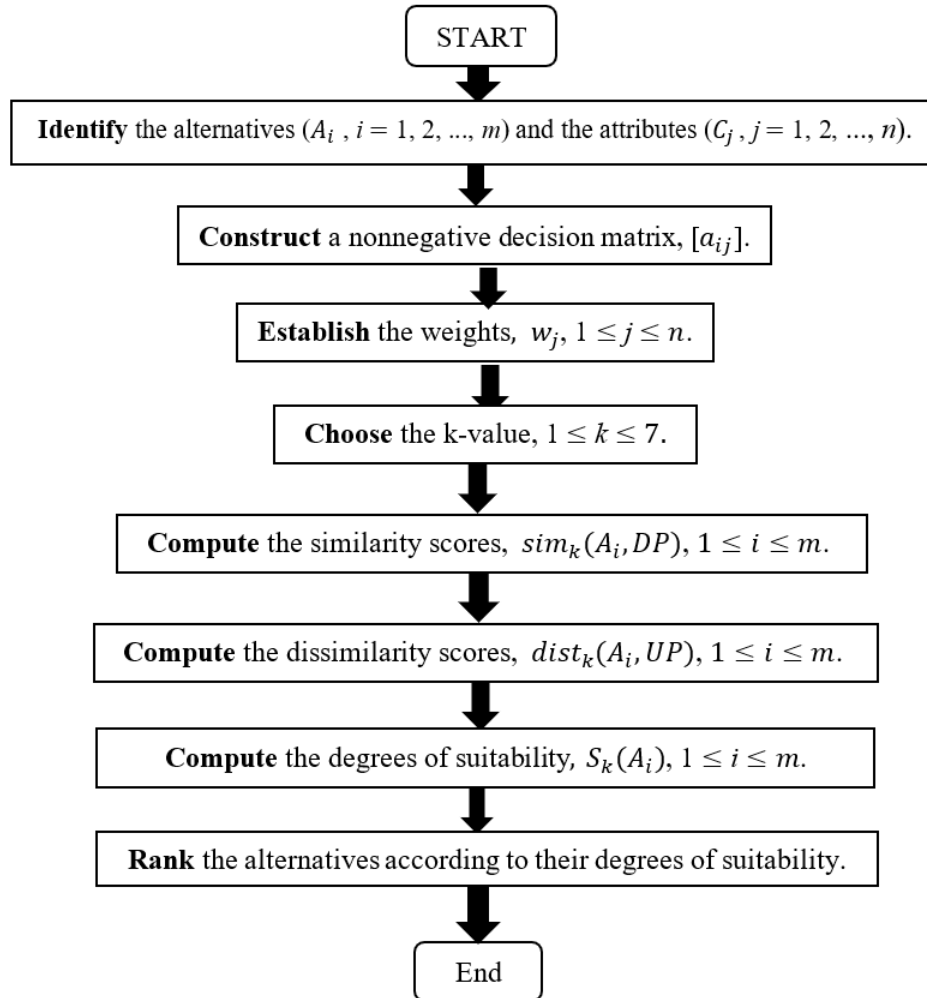 START
Identify the alternatives (A_i , i = 1, 2, ..., m) and the attributes (C_j , j = 1, 2, ..., n).
Construct a nonnegative decision matrix, [a_{ij}].
Establish the weights, w_j, 1 ≤ j ≤ n.
Choose the k-value, 1 ≤ k ≤ 7.
Compute the similarity scores, sim_k(A_i, DP), 1 ≤ i ≤ m.
Compute the dissimilarity scores, dist_k(A_i, UP), 1 ≤ i ≤ m.
Compute the degrees of suitability, S_k(A_i), 1 ≤ i ≤ m.
Rank the alternatives according to their degrees of suitability.
End